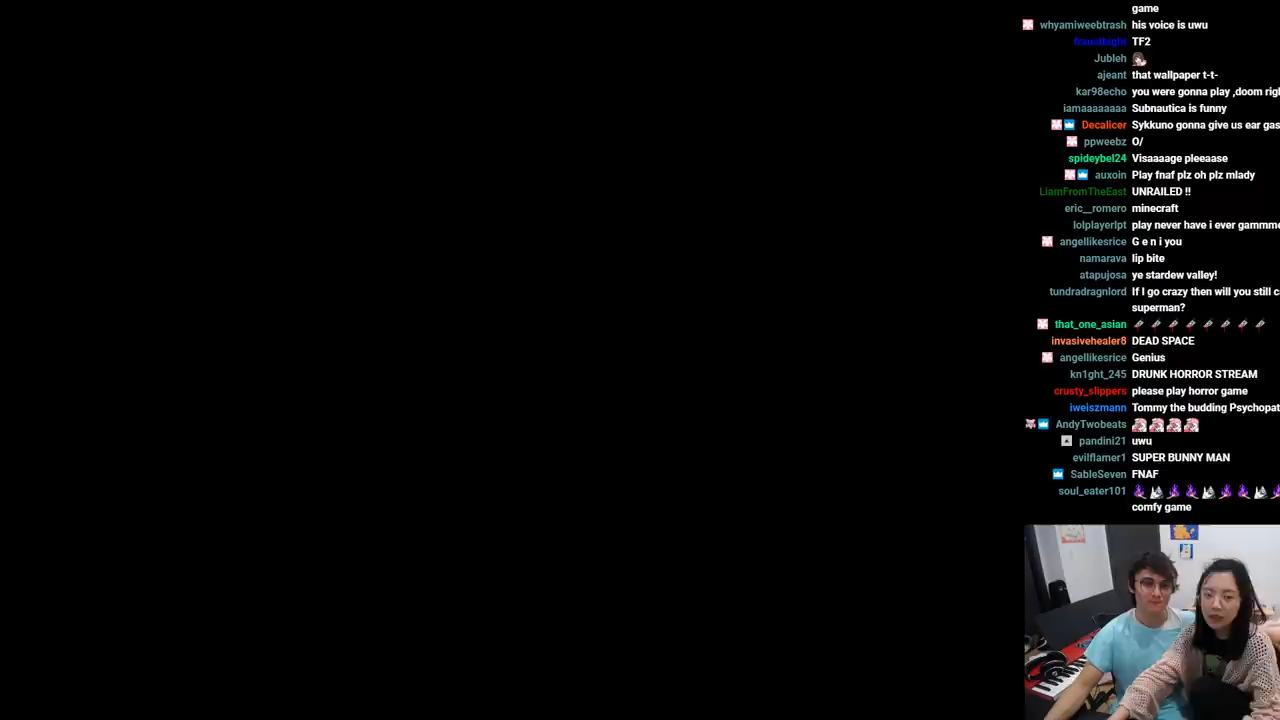 game
whyamiweebtrash his voice is uwu
TF2
Jubleh
ajeant that wallpaper t-t-
kar98echo you were gonna play ,doom righ
iamaaaaaaaa Subnautica is funny
Decalicer Sykkuno gonna give us ear gas
ppweebz O/
spideybel24 Visaaaage pleeaase
auxoin Play fnaf plz oh plz mlady
LiamFromTheEast UNRAILED !!
eric__romero minecraft
lolplayerlpt play never have i ever gammme
angellikesrice G e n i you
namarava lip bite
atapujosa ye stardew valley!
tundradragnlord If I go crazy then will you still c
superman?
that_one_asian
invasivehealer8 DEAD SPACE
angellikesrice Genius
kn1ght_245 DRUNK HORROR STREAM
crusty_slippers please play horror game
iweiszmann Tommy the budding Psychopat
AndyTwobeats
pandini21 uwu
evilflamer1 SUPER BUNNY MAN
SableSeven FNAF
soul_eater101
comfy game